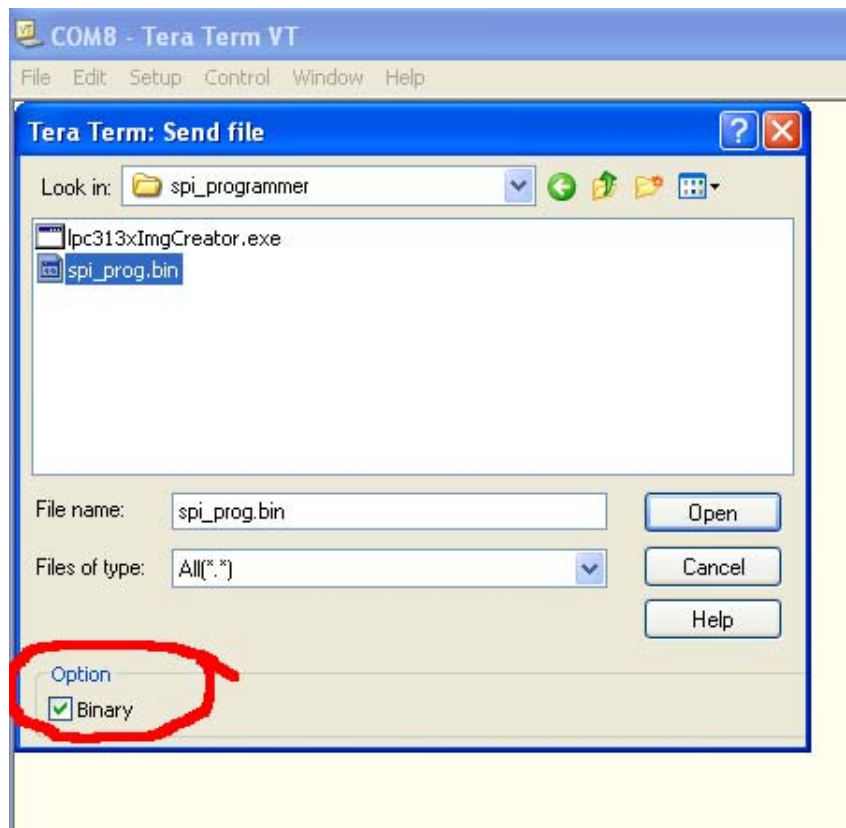 COM8 - Tera Term VT
File Edit Setup Control Window Help
Tera Term: Send file
Look in: spi_programmer
lpc313xImgCreator.exe
spi_prog.bin
File name: spi_prog.bin Open
Files of type: All(*.*) Cancel
Help
Option
Binary